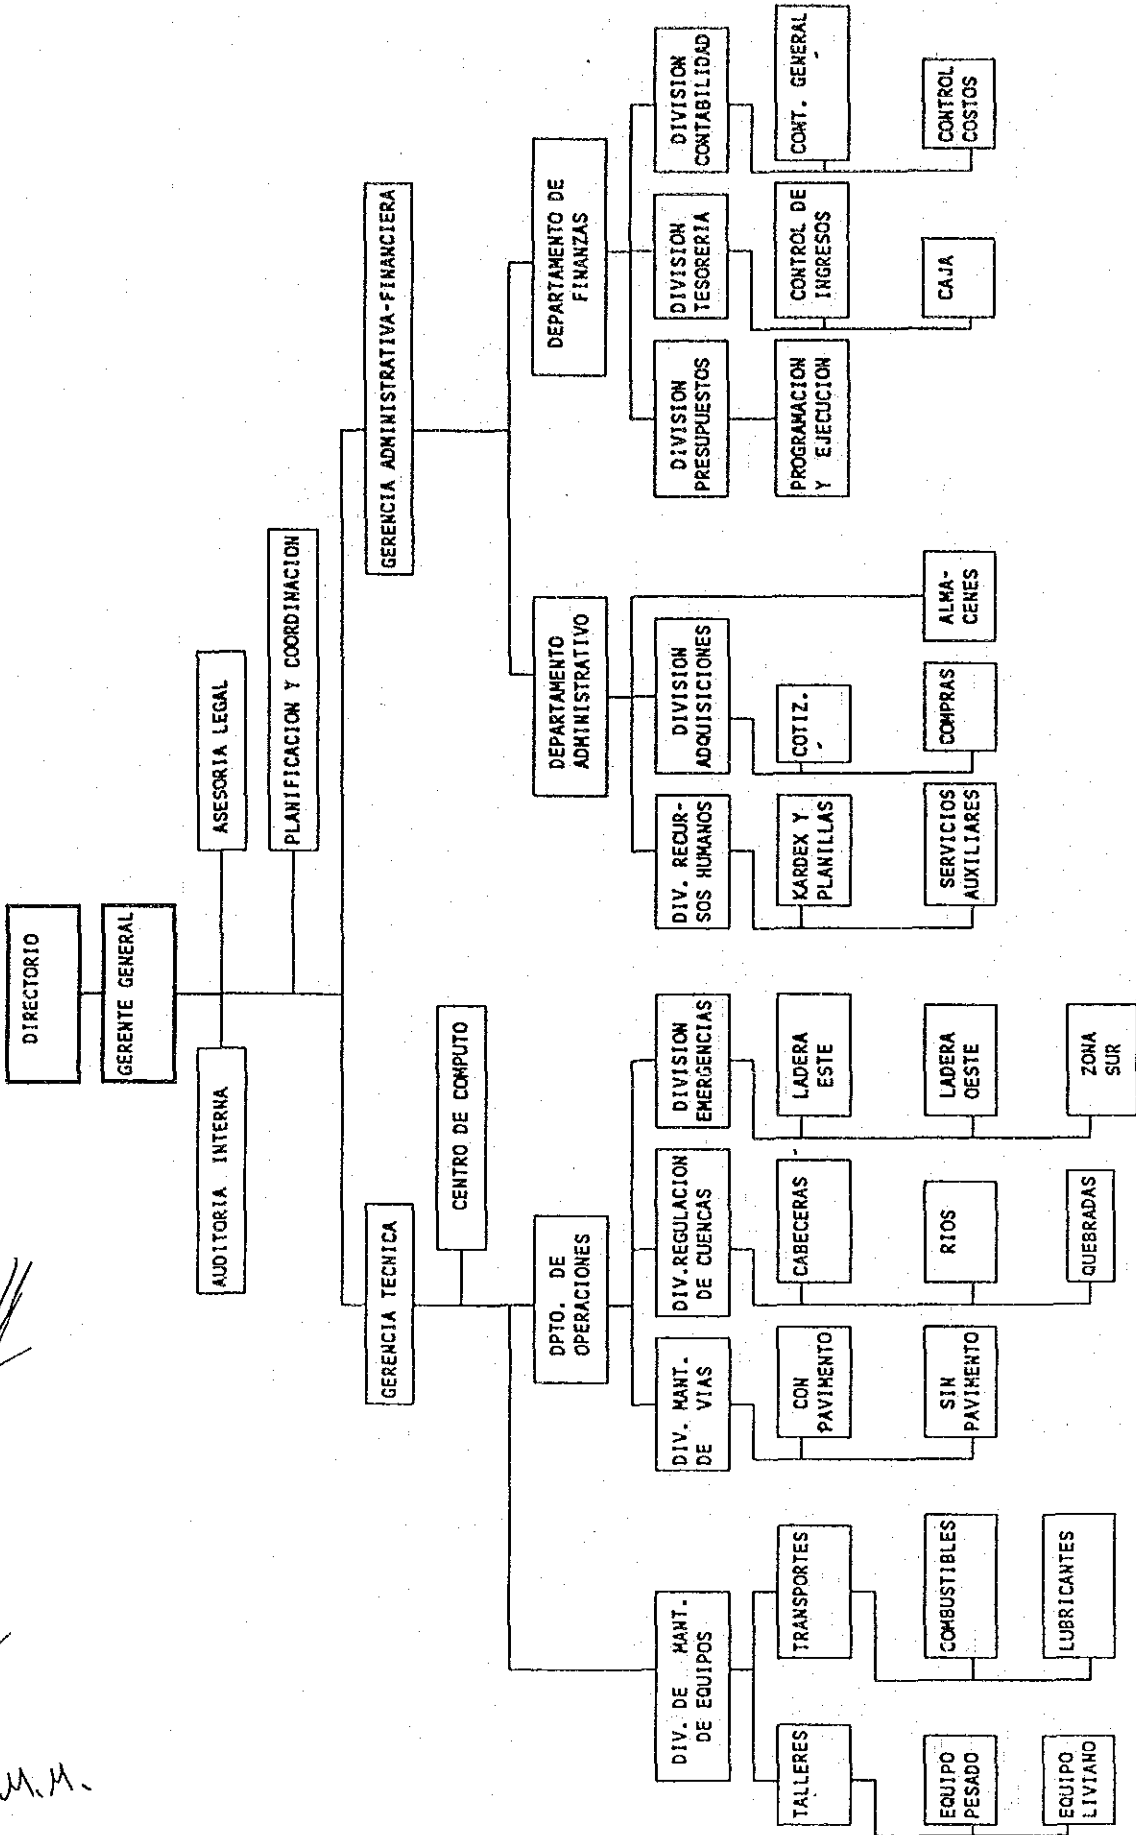 DIRECTORIO
GERENTE GENERAL
AUDITORIA INTERNA
ASESORIA LEGAL
PLANIFICACION Y COORDINACION
GERENCIA TECNICA
GERENCIA ADMINISTRATIVA-FINANCIERA
CENTRO DE COMPUTO
DPTO. DE
OPERACIONES
DEPARTAMENTO
ADMINISTRATIVO
DEPARTAMENTO DE
FINANZAS
DIV. DE MANT.
DE EQUIPOS
DIV. MANT.
DE VIAS
DIV.REGULACION
DE CUENCAS
DIVISION
EMERGENCIAS
DIV. RECUR-
SOS HUMANOS
DIVISION
ADQUISICIONES
DIVISION
PRESUPUESTOS
DIVISION
TESORERIA
DIVISION
CONTABILIDAD
TALLERES
TRANSPORTES
CON
PAVIMENTO
CABECERAS
LADERA
ESTE
KARDEX Y
PLANILLAS
COTIZ.
PROGRAMACION
Y EJECUCION
CONTROL DE
INGRESOS
CONT. GENERAL
EQUIPO
PESADO
COMBUSTIBLES
SIN
PAVIMENTO
RIOS
LADERA
OESTE
SERVICIOS
AUXILIARES
COMPRAS
ALMA-
CENES
CAJA
CONTROL
COSTOS
EQUIPO
LIVIANO
LUBRICANTES
QUEBRADAS
ZONA
SUR
M.M.